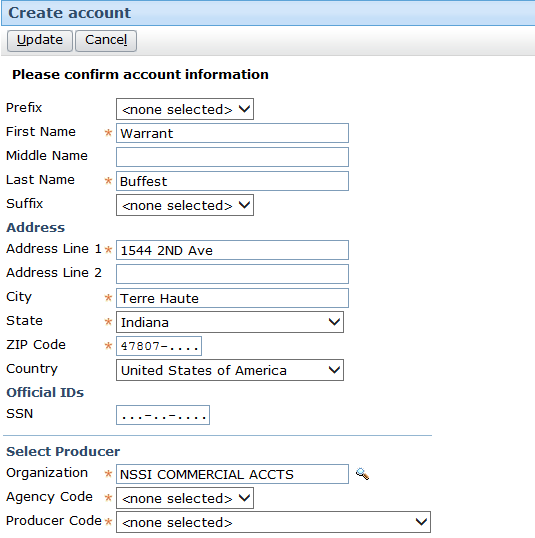 Create account
Update Cancel
Please confirm account information
Prefix <none selected>
First Name * Warrant
Middle Name
Last Name * Buffest
Suffix <none selected>
Address
Address Line 1 * 1544 2ND Ave
Address Line 2
City * Terre Haute
State * Indiana
ZIP Code * 47807-....
Country United States of America
Official IDs
SSN ...-..-....
Select Producer
Organization * NSSI COMMERCIAL ACCTS
Agency Code * <none selected>
Producer Code * <none selected>